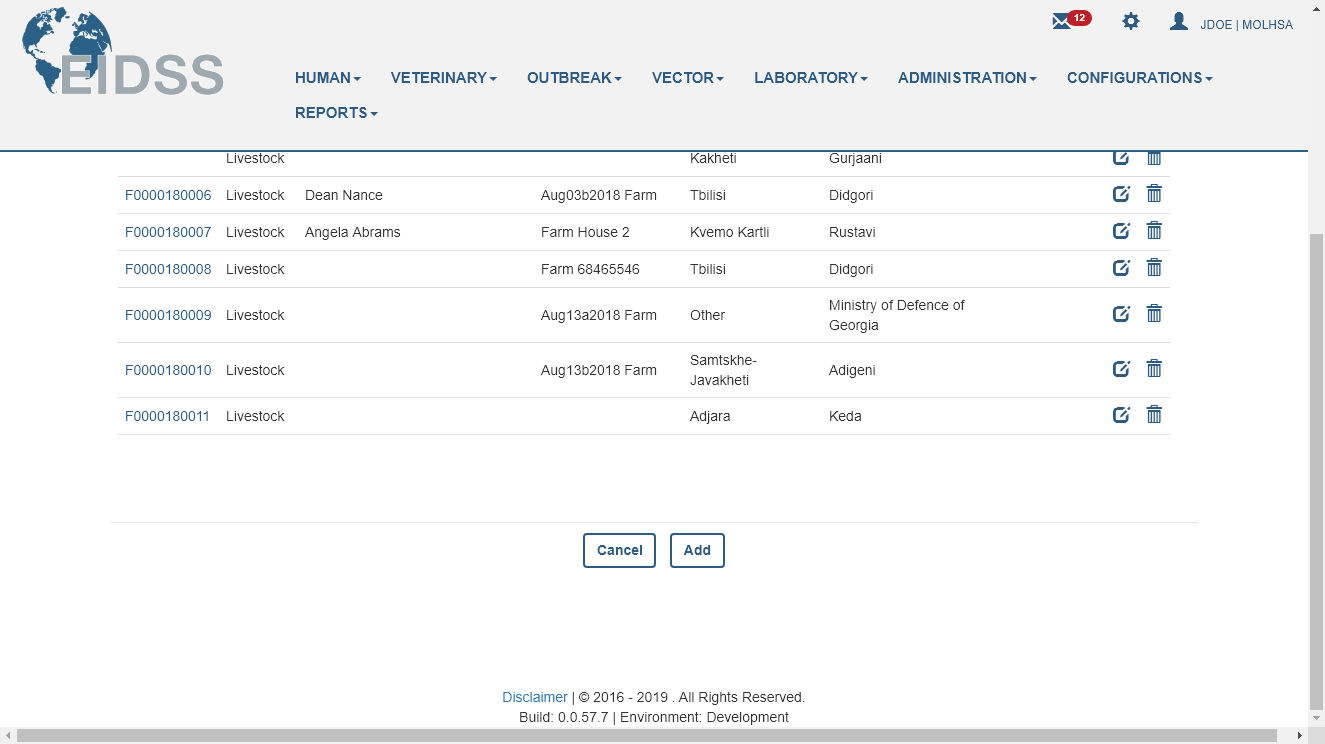 12
JDOE | MOLHSA
EIDSS
HUMAN VETERINARY OUTBREAK VECTOR LABORATORY ADMINISTRATION CONFIGURATIONS
REPORTS
Livestock Kakheti Gurjaani
F0000180006 Livestock Dean Nance Aug03b2018 Farm Tbilisi Didgori
F0000180007 Livestock Angela Abrams Farm House 2 Kvemo Kartli Rustavi
F0000180008 Livestock Farm 68465546 Tbilisi Didgori
F0000180009 Livestock Aug13a2018 Farm Other Ministry of Defence of
Georgia
F0000180010 Livestock Aug13b2018 Farm Samtskhe-
Javakheti Adigeni
F0000180011 Livestock Adjara Keda
Cancel Add
Disclaimer | © 2016 - 2019 . All Rights Reserved.
Build: 0.0.57.7 | Environment: Development